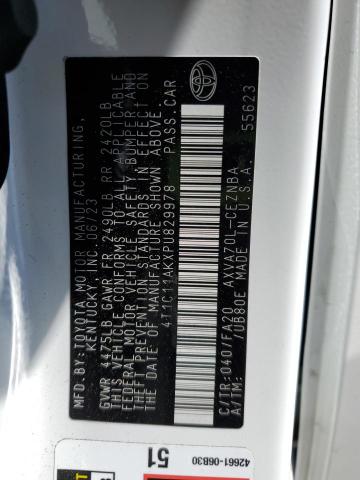 MFD. BY: TOYOTA MOTOR MANUFACTURING,
KENTUCKY, INC. 06/23
GVWR 4475LB GAWR FR 2490LB RR 2420LB
THIS VEHICLE CONFORMS TO ALL APPLICABLE
FEDERAL MOTOR VEHICLE SAFETY, BUMPER, AND
THEFT PREVENTION STANDARDS IN EFFECT ON
THE DATE OF MANUFACTURE SHOWN ABOVE.
4T1C11AKXPU829978 PASS.CAR
C/TR:040/FA20 AXVA70L-CEZNBA
A/TM: /UB80E MADE IN U.S.A. 55623
51
42661-06B30